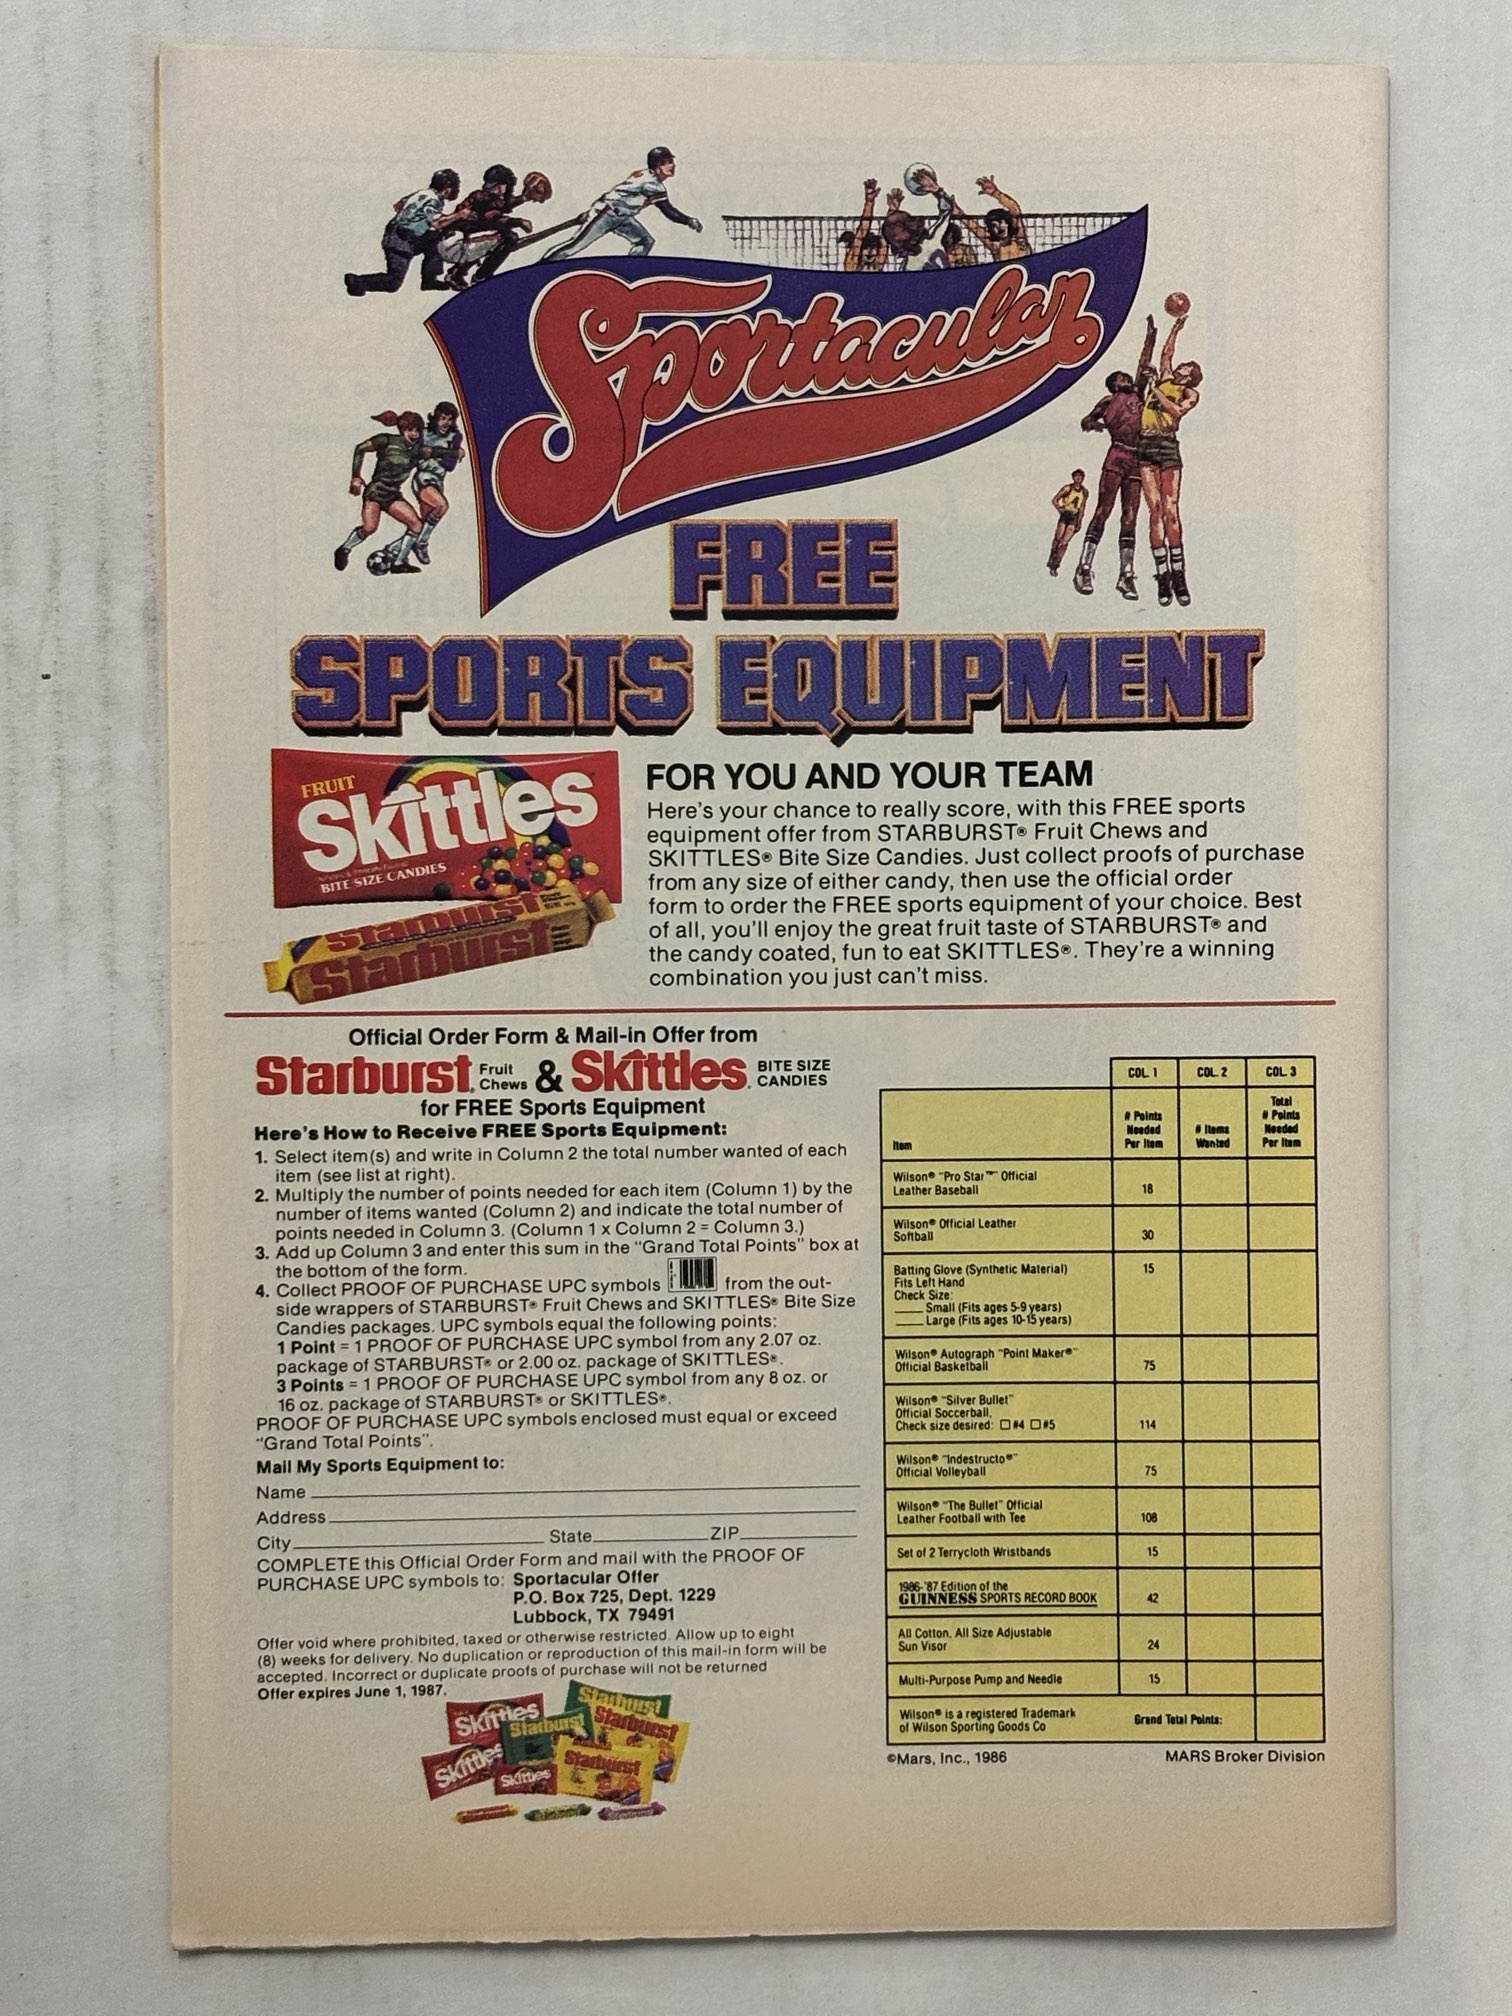 Sportacular
FREE
SPORTS EQUIPMENT
FRUIT
Skittles
BITE SIZE CANDIES
Starburst
Starburst
FOR YOU AND YOUR TEAM
Here's your chance to really score, with this FREE sports
equipment offer from STARBURST® Fruit Chews and
SKITTLES® Bite Size Candies. Just collect proofs of purchase
from any size of either candy, then use the official order
form to order the FREE sports equipment of your choice. Best
of all, you'll enjoy the great fruit taste of STARBURST® and
the candy coated, fun to eat SKITTLES®. They're a winning
combination you just can't miss.
Official Order Form & Mail-in Offer from
Starburst® Fruit Chews & Skittles® BITE SIZE CANDIES
for FREE Sports Equipment
Here's How to Receive FREE Sports Equipment:
1. Select item(s) and write in Column 2 the total number wanted of each
item (see list at right).
2. Multiply the number of points needed for each item (Column 1) by the
number of items wanted (Column 2) and indicate the total number of
points needed in Column 3. (Column 1 x Column 2 = Column 3.)
3. Add up Column 3 and enter this sum in the "Grand Total Points" box at
the bottom of the form.
4. Collect PROOF OF PURCHASE UPC symbols from the out-
side wrappers of STARBURST® Fruit Chews and SKITTLES® Bite Size
Candies packages. UPC symbols equal the following points:
1 Point = 1 PROOF OF PURCHASE UPC symbol from any 2.07 oz.
package of STARBURST® or 2.00 oz. package of SKITTLES®.
3 Points = 1 PROOF OF PURCHASE UPC symbol from any 8 oz. or
16 oz. package of STARBURST® or SKITTLES®.
PROOF OF PURCHASE UPC symbols enclosed must equal or exceed
"Grand Total Points".
Mail My Sports Equipment to:
Name
Address
City State ZIP
COMPLETE this Official Order Form and mail with the PROOF OF
PURCHASE UPC symbols to: Sportacular Offer
P.O. Box 725, Dept. 1229
Lubbock, TX 79491
Offer void where prohibited, taxed or otherwise restricted. Allow up to eight
(8) weeks for delivery. No duplication or reproduction of this mail-in form will be
accepted. Incorrect or duplicate proofs of purchase will not be returned
Offer expires June 1, 1987.
Skittles
Starburst
Starburst
Starburst
Skittles
Skittles
Starburst
COL. 1 COL. 2 COL. 3
Item # Points Needed Per Item # Items Wanted Total # Points Needed Per Item
Wilson® "Pro Star™" Official
Leather Baseball 18
Wilson® Official Leather
Softball 30
Batting Glove (Synthetic Material) 15
Fits Left Hand
Check Size:
Small (Fits ages 5-9 years)
Large (Fits ages 10-15 years)
Wilson® Autograph "Point Maker®"
Official Basketball 75
Wilson® "Silver Bullet"
Official Soccerball,
Check size desired: ☐ #4 ☐ #5 114
Wilson® "Indestructo®"
Official Volleyball 75
Wilson® "The Bullet" Official
Leather Football with Tee 108
Set of 2 Terrycloth Wristbands 15
1986-'87 Edition of the
GUINNESS SPORTS RECORD BOOK 42
All Cotton, All Size Adjustable
Sun Visor 24
Multi-Purpose Pump and Needle 15
Wilson® is a registered Trademark
of Wilson Sporting Goods Co Grand Total Points:
©Mars, Inc., 1986 MARS Broker Division